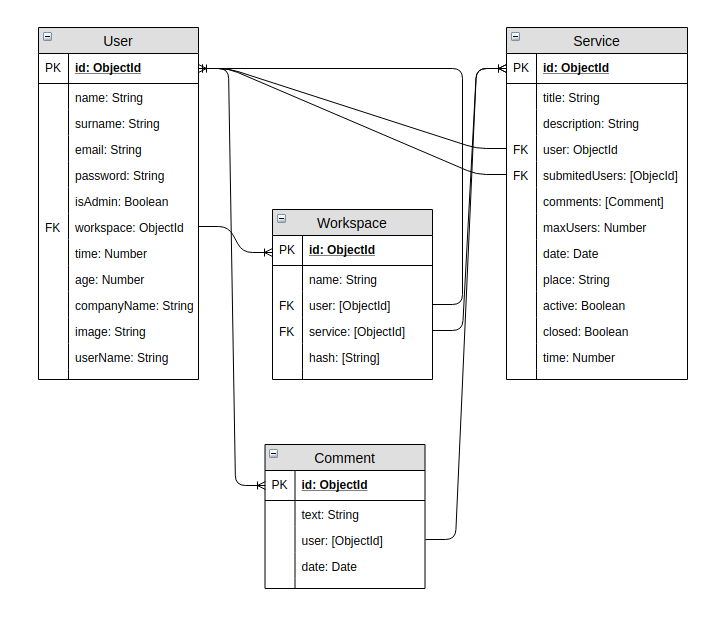 User
PK id: ObjectId
name: String
surname: String
email: String
password: String
isAdmin: Boolean
FK workspace: ObjectId
time: Number
age: Number
companyName: String
image: String
userName: String
Workspace
PK id: ObjectId
name: String
FK user: [ObjectId]
FK service: [ObjectId]
hash: [String]
Service
PK id: ObjectId
title: String
description: String
FK user: ObjectId
FK submitedUsers: [ObjecId]
comments: [Comment]
maxUsers: Number
date: Date
place: String
active: Boolean
closed: Boolean
time: Number
Comment
PK id: ObjectId
text: String
user: [ObjectId]
date: Date